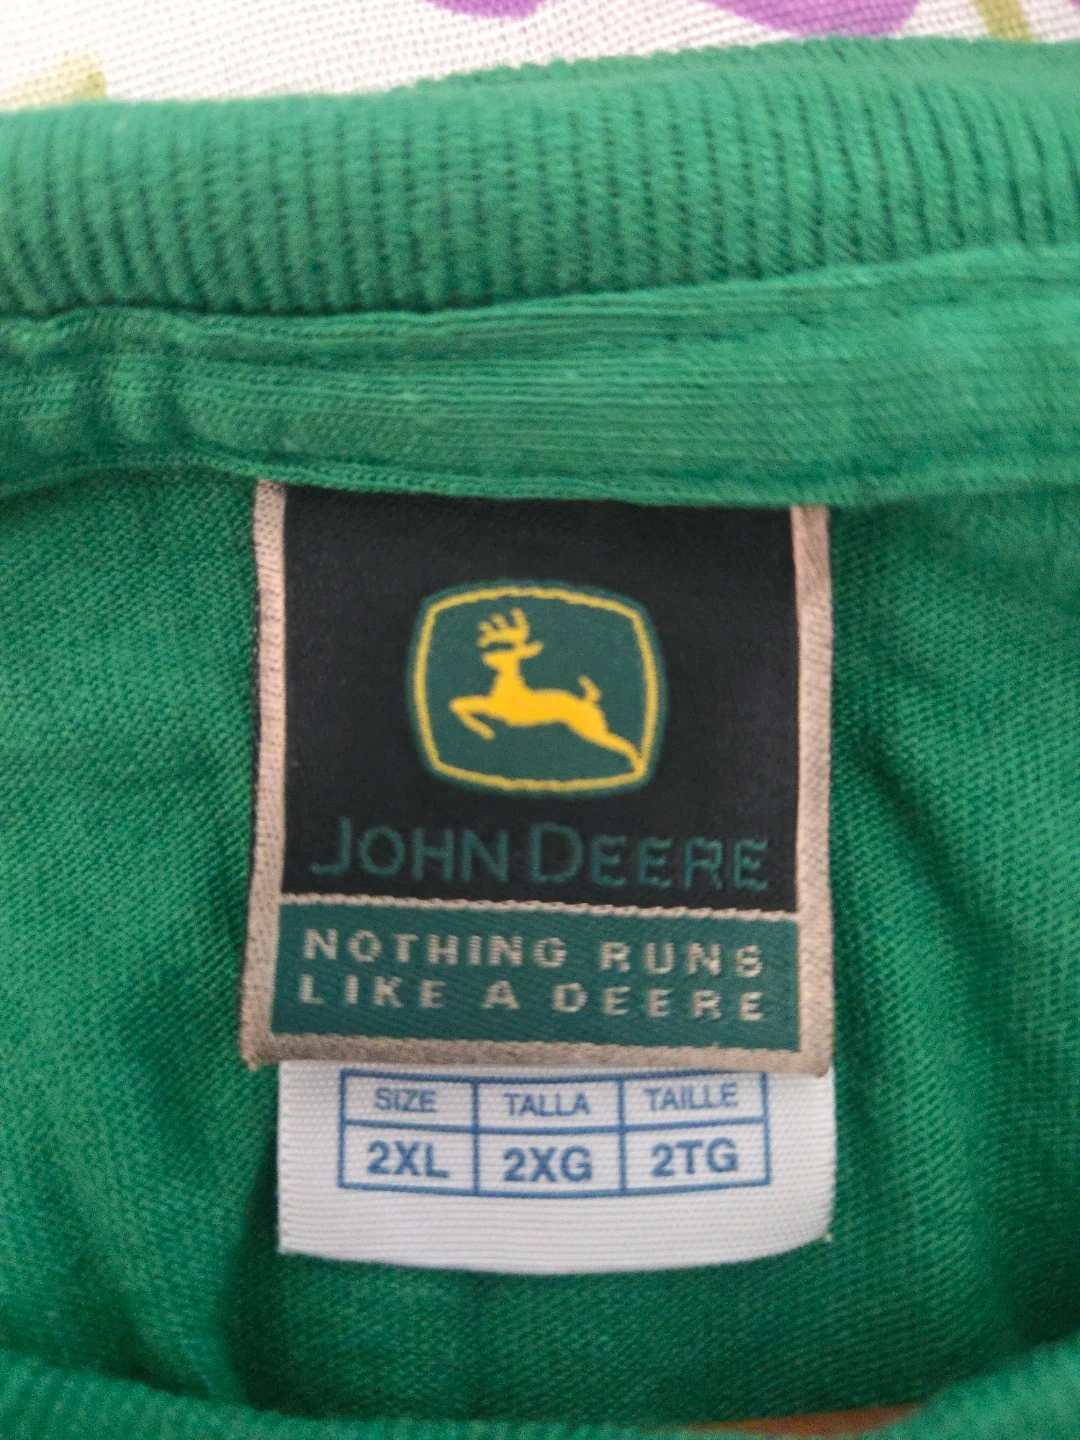 JOHN DEERE
NOTHING RUNS
LIKE A DEERE
SIZE TALLA TAILLE
2XL 2XG 2TG